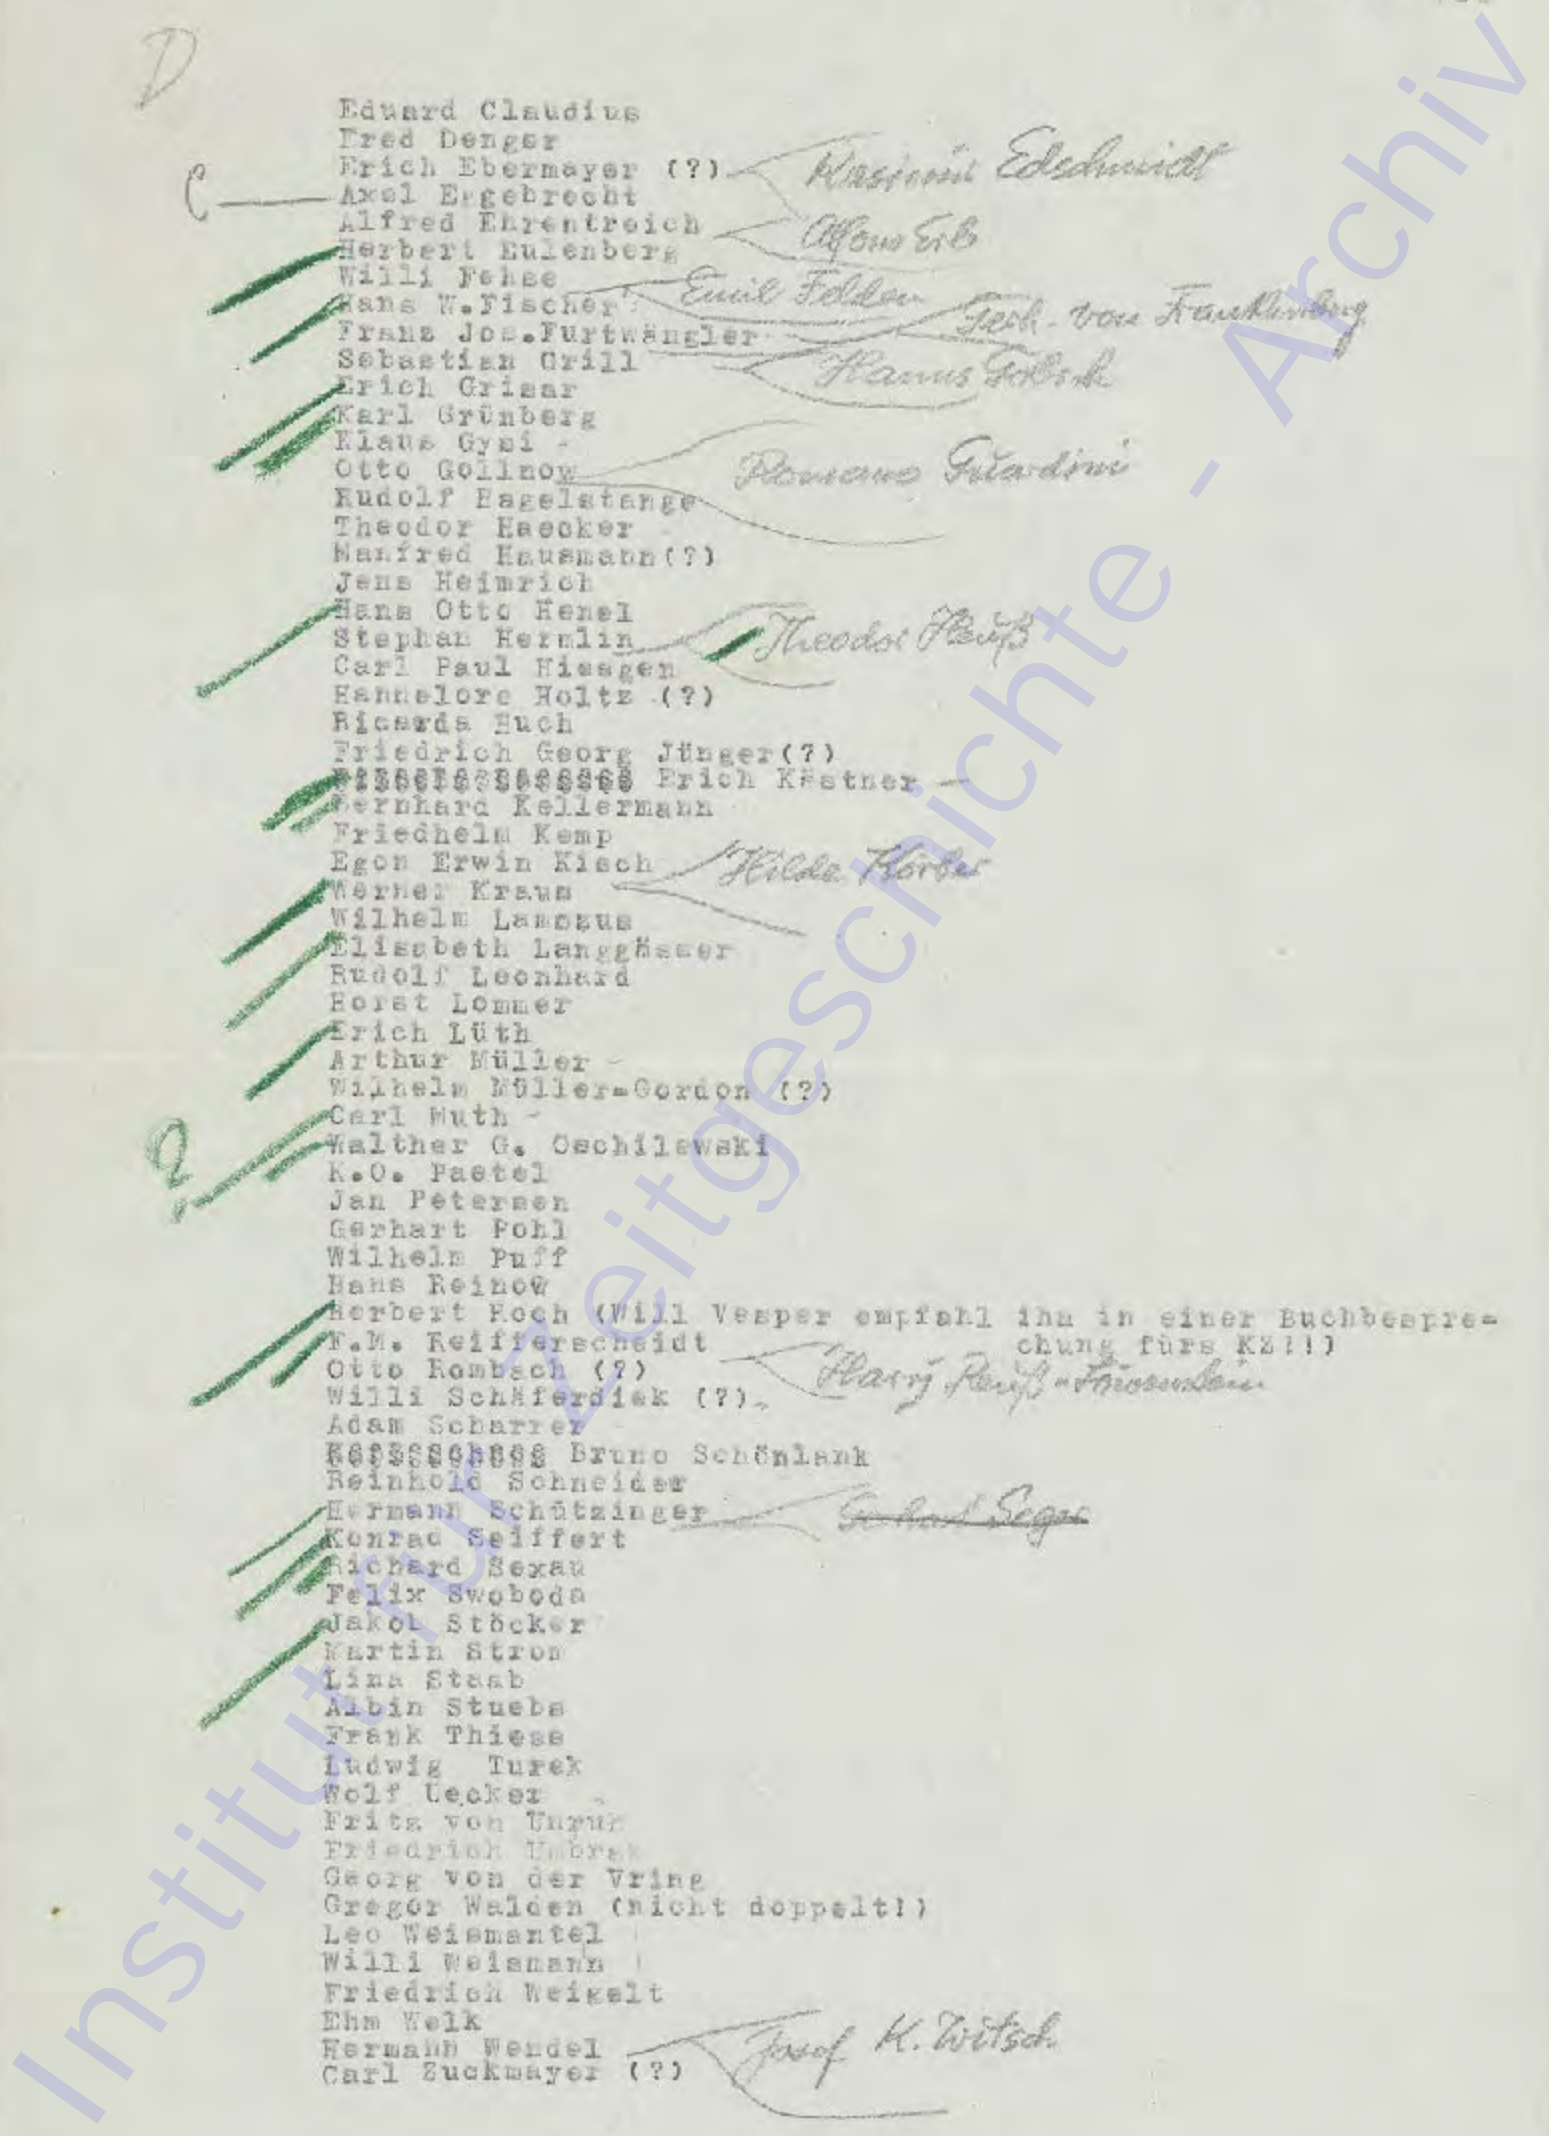 D
Eduard Claudius
Fred Denger
Erich Ebermayer (?)
Kasimir Edschmidt
C
Axel Eggebrecht
Alfred Ehrentreich
Alfons Erb
Herbert Eulenberg
Willi Fehse
Emil Felden
Hans W.Fischer
von Frankenberg
Franz Jos.Furtwängler
Sebastian Grill
Hanns
Erich Grisar
Karl Grünberg
Klaus Gysi -
Otto Gollnow
Romano Guardini
Rudolf Hagelstange
Theodor Haecker
Manfred Hausmann(?)
Jens Heimrich
Hans Otto Henel
Stephan Hermlin
Theodor Heuß
Carl Paul Hiesgen
Hannelore Holtz (?)
Ricarda Huch
Friedrich Georg Jünger(?)
Erich Kästner -
Bernhard Kellermann
Friedhelm Kemp
Egon Erwin Kisch
Hilde Körber
Werner Kraus
Wilhelm Lamszus
Elisabeth Langgässer
Rudolf Leonhard
Horst Lommer
Erich Lüth
Arthur Müller -
Wilhelm Müller-Gordon (?)
Carl Muth -
?
Walther G. Oschilewski
K.O. Paetel
Jan Petersen
Gerhart Pohl
Wilhelm Puff
Hans Reinow
Herbert Roch (Will Vesper empfahl ihn in einer Buchbespre-
chung fürs KZ!!)
F.M. Reifferscheidt
Otto Rombach (?)
Harry Reuß-
Willi Schäferdiek (?)
Adam Scharrer
Bruno Schönlank
Reinhold Schneider
Hermann Schützinger
Gerhart Seger
Konrad Seiffert
Richard Sexau
Felix Swoboda
Jakob Stöcker
Martin Strom
Lina Staab
Albin Stuebs
Frank Thiess
Ludwig Turek
Wolf Uecker
Fritz von Unruh
Friedrich
Georg von der Vring
Gregor Walden (nicht doppelt!)
Leo Weismantel
Willi Weismann
Friedrich Weigelt
Ehm Welk
Hermann Wendel
Josef K. Witsch
Carl Zuckmayer (?)
Institut für Zeitgeschichte - Archiv